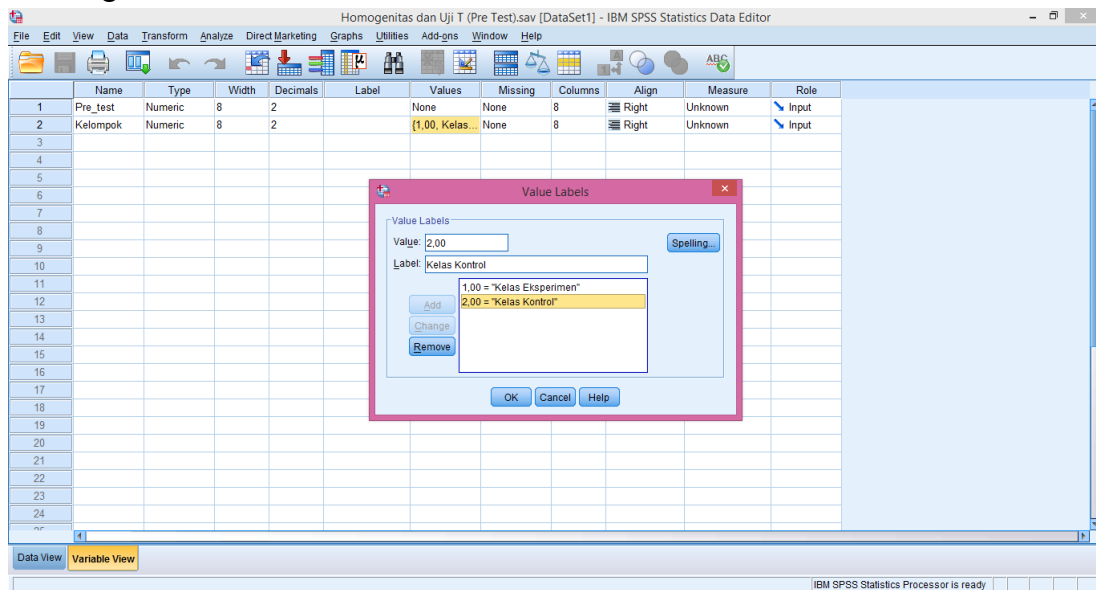 Homogenitas dan Uji T (Pre Test).sav [DataSet1] - IBM SPSS Statistics Data Editor
File Edit View Data Transform Analyze Direct Marketing Graphs Utilities Add-ons Window Help
Name Type Width Decimals Label Values Missing Columns Align Measure Role
1 Pre_test Numeric 8 2 None None 8 Right Unknown Input
2 Kelompok Numeric 8 2 {1,00, Kelas... None 8 Right Unknown Input
3
4
5
6
7
8
9
10
11
12
13
14
15
16
17
18
19
20
21
22
23
24
Value Labels
Value Labels
Value: 2,00
Spelling...
Label: Kelas Kontrol
1,00 = "Kelas Eksperimen"
2,00 = "Kelas Kontrol"
Add
Change
Remove
OK Cancel Help
Data View Variable View
IBM SPSS Statistics Processor is ready